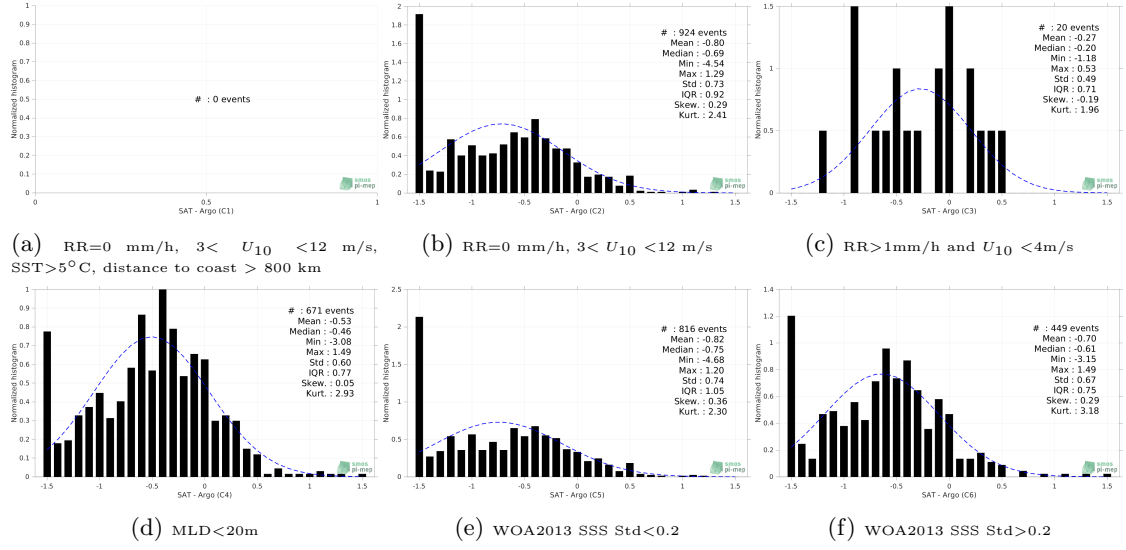 # : 0 events
Normalized histogram
1
0.9
0.8
0.7
0.6
0.5
0.4
0.3
0.2
0.1
0
0 0.5 1
SAT - Argo (C1)
smos
pi-mep
(a) RR=0 mm/h, 3< U10 <12 m/s,
SST>5°C, distance to coast > 800 km
Normalized histogram
2
1.8
1.6
1.4
1.2
1
0.8
0.6
0.4
0.2
0
# : 924 events
Mean : -0.80
Median : -0.69
Min : -4.54
Max : 1.29
Std : 0.73
IQR : 0.92
Skew. : 0.29
Kurt. : 2.41
smos
pi-mep
-1.5 -1 -0.5 0 0.5 1 1.5
SAT - Argo (C2)
(b) RR=0 mm/h, 3< U10 <12 m/s
Normalized histogram
1.5
1
0.5
0
# : 20 events
Mean : -0.27
Median : -0.20
Min : -1.18
Max : 0.53
Std : 0.49
IQR : 0.71
Skew. : -0.19
Kurt. : 1.96
smos
pi-mep
-1.5 -1 -0.5 0 0.5 1 1.5
SAT - Argo (C3)
(c) RR>1mm/h and U10 <4m/s
Normalized histogram
1
0.9
0.8
0.7
0.6
0.5
0.4
0.3
0.2
0.1
0
# : 671 events
Mean : -0.53
Median : -0.46
Min : -3.08
Max : 1.49
Std : 0.60
IQR : 0.77
Skew. : 0.05
Kurt. : 2.93
smos
pi-mep
-1.5 -1 -0.5 0 0.5 1 1.5
SAT - Argo (C4)
(d) MLD<20m
Normalized histogram
2.5
2
1.5
1
0.5
0
# : 816 events
Mean : -0.82
Median : -0.75
Min : -4.68
Max : 1.20
Std : 0.74
IQR : 1.05
Skew. : 0.36
Kurt. : 2.30
smos
pi-mep
-1.5 -1 -0.5 0 0.5 1 1.5
SAT - Argo (C5)
(e) WOA2013 SSS Std<0.2
Normalized histogram
1.4
1.2
1
0.8
0.6
0.4
0.2
0
# : 449 events
Mean : -0.70
Median : -0.61
Min : -3.15
Max : 1.49
Std : 0.67
IQR : 0.75
Skew. : 0.29
Kurt. : 3.18
smos
pi-mep
-1.5 -1 -0.5 0 0.5 1 1.5
SAT - Argo (C6)
(f) WOA2013 SSS Std>0.2